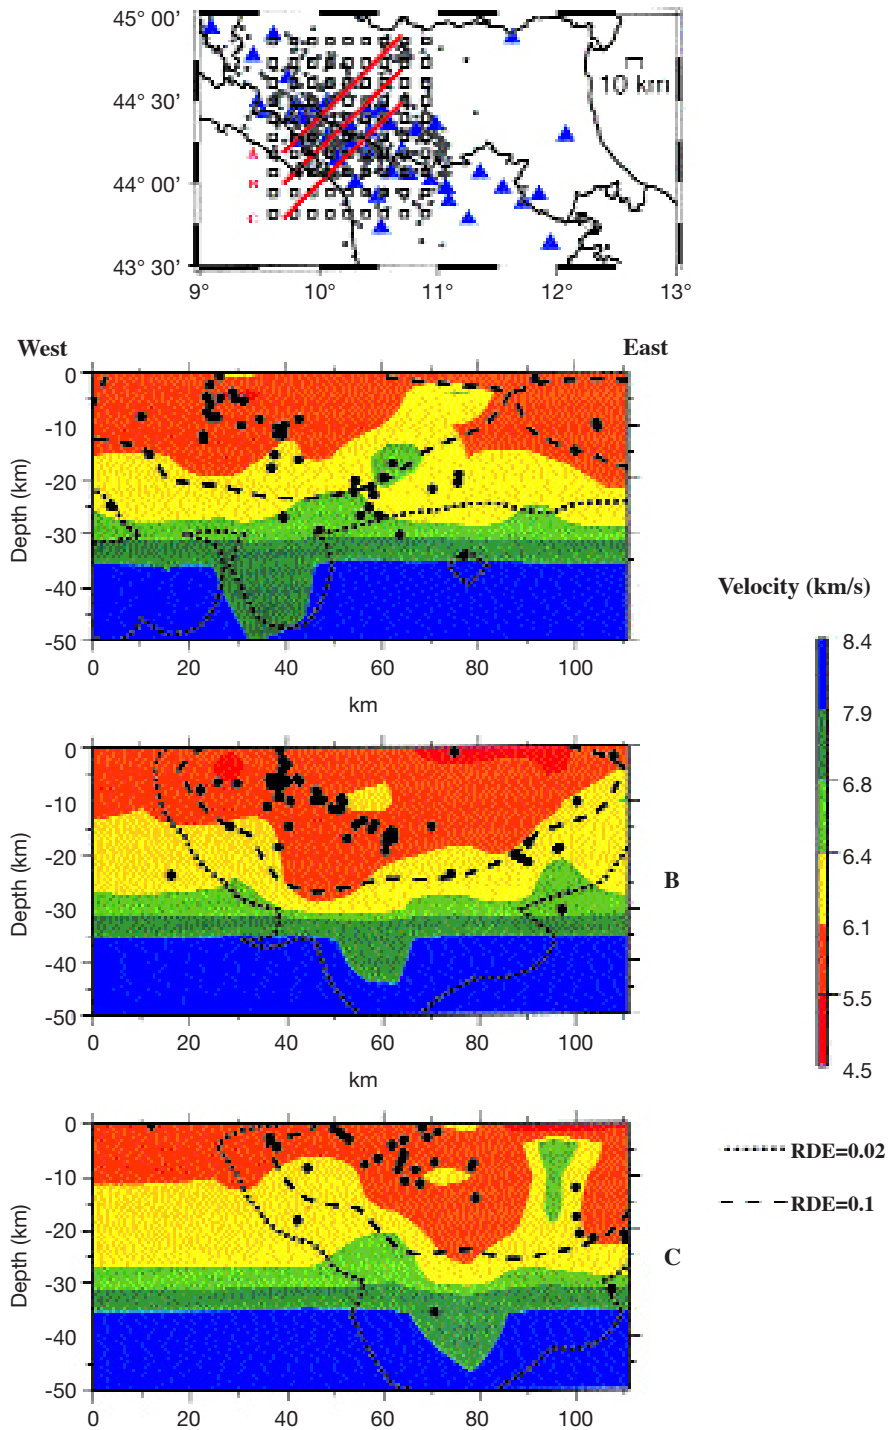 45° 00'
44° 30'
44° 00'
43° 30'
9° 10° 11° 12° 13°
10 km
A
C
West East
0
-10
-20
-30
-40
-50
Depth (km)
0 20 40 60 80 100
km
0
-10
-20
-30
-40
-50
Depth (km)
B
0 20 40 60 80 100
km
0
-10
-20
-30
-40
-50
Depth (km)
C
0 20 40 60 80 100
Velocity (km/s)
8.4
7.9
6.8
6.4
6.1
5.5
4.5
RDE=0.02
RDE=0.1